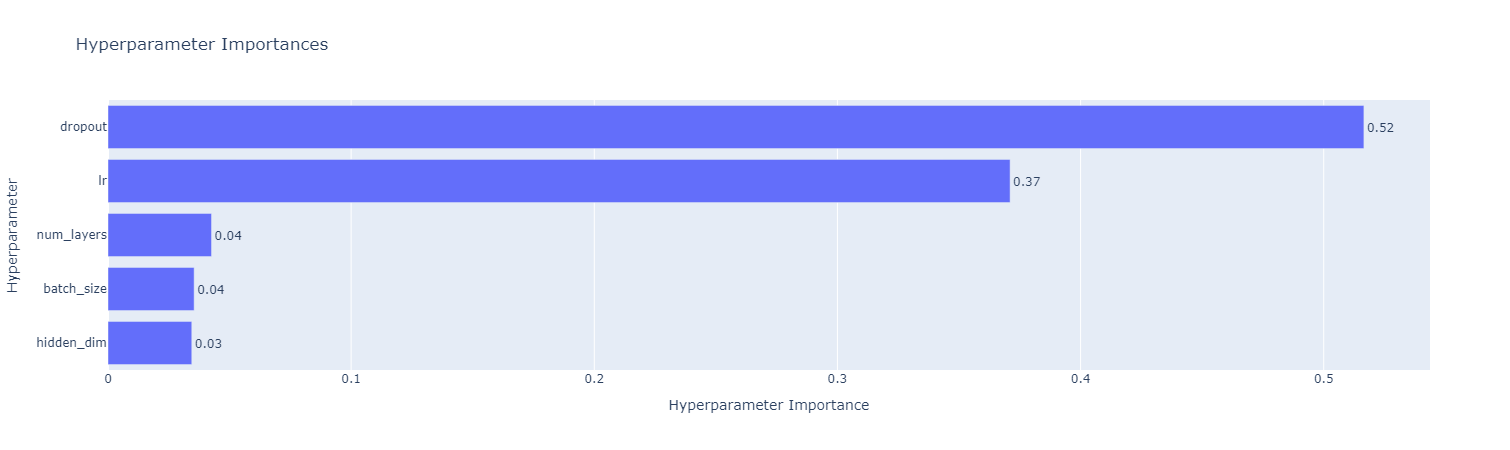 Hyperparameter Importances
Hyperparameter
dropout
0.52
lr
0.37
num_layers
0.04
batch_size
0.04
hidden_dim
0.03
0 0.1 0.2 0.3 0.4 0.5
Hyperparameter Importance